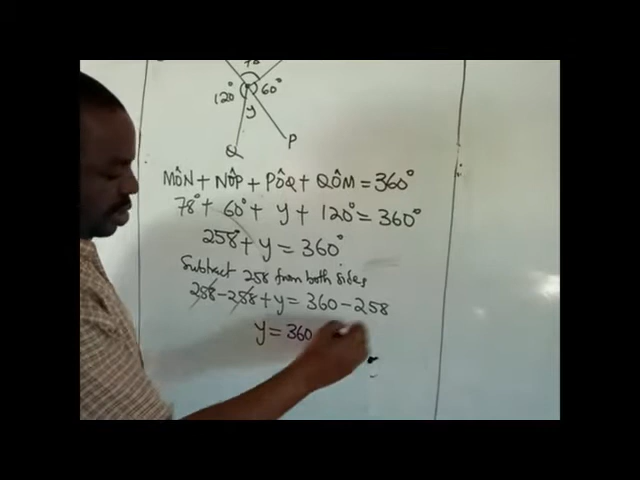 78°
120° 60°
y
Q P
MÔN + NÔP + PÔQ + QÔM = 360°
78° + 60° + y + 120° = 360°
258° + y = 360°
Subtract 258 from both sides
258 - 258 + y = 360 - 258
y = 360